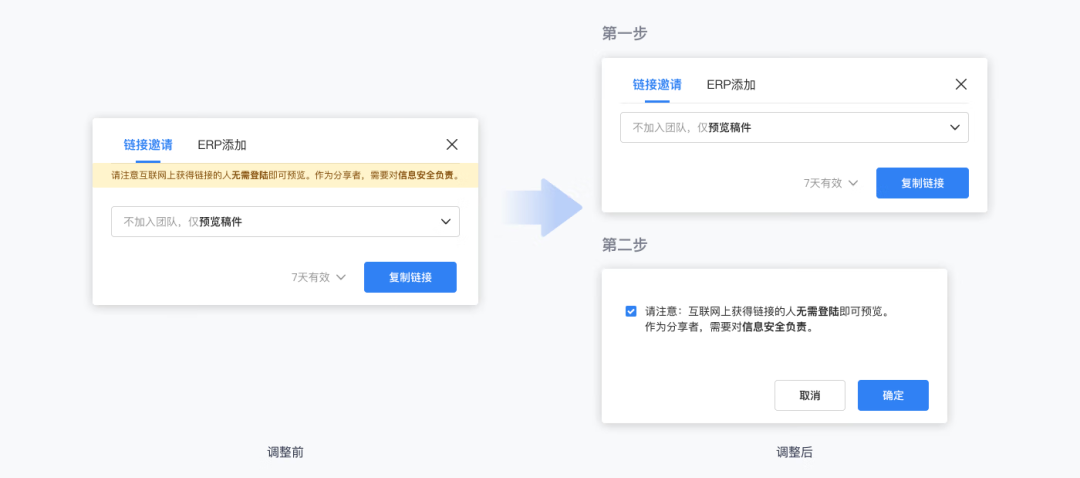 链接邀请 ERP添加
请注意互联网上获得链接的人无需登陆即可预览。作为分享者，需要对信息安全负责。
不加入团队，仅预览稿件
7天有效 复制链接
调整前
第一步
链接邀请 ERP添加
不加入团队，仅预览稿件
7天有效 复制链接
第二步
请注意：互联网上获得链接的人无需登陆即可预览。
作为分享者，需要对信息安全负责。
取消 确定
调整后